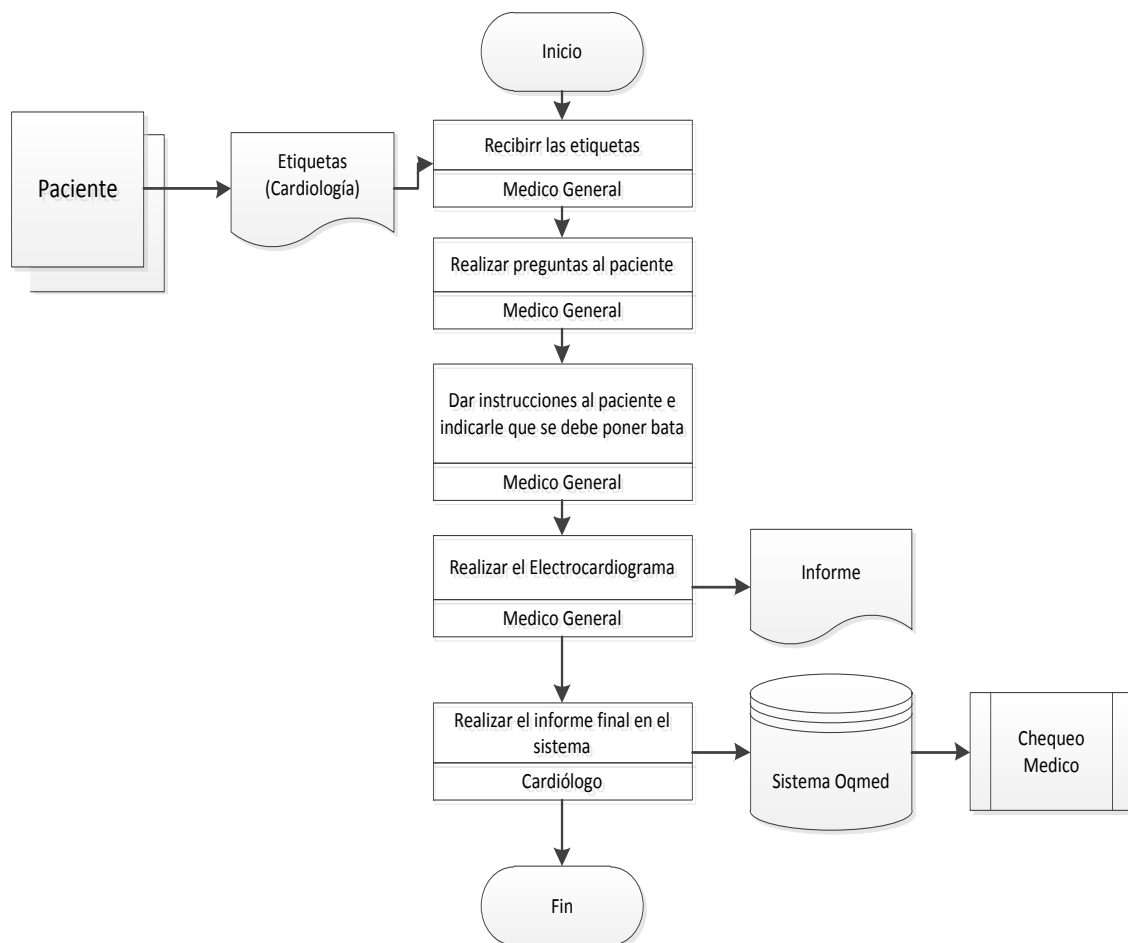 Inicio
Paciente
Etiquetas
(Cardiología)
Recibirr las etiquetas
Medico General
Realizar preguntas al paciente
Medico General
Dar instrucciones al paciente e
indicarle que se debe poner bata
Medico General
Realizar el Electrocardiograma
Medico General
Informe
Realizar el informe final en el
sistema
Cardiólogo
Sistema Oqmed
Chequeo
Medico
Fin